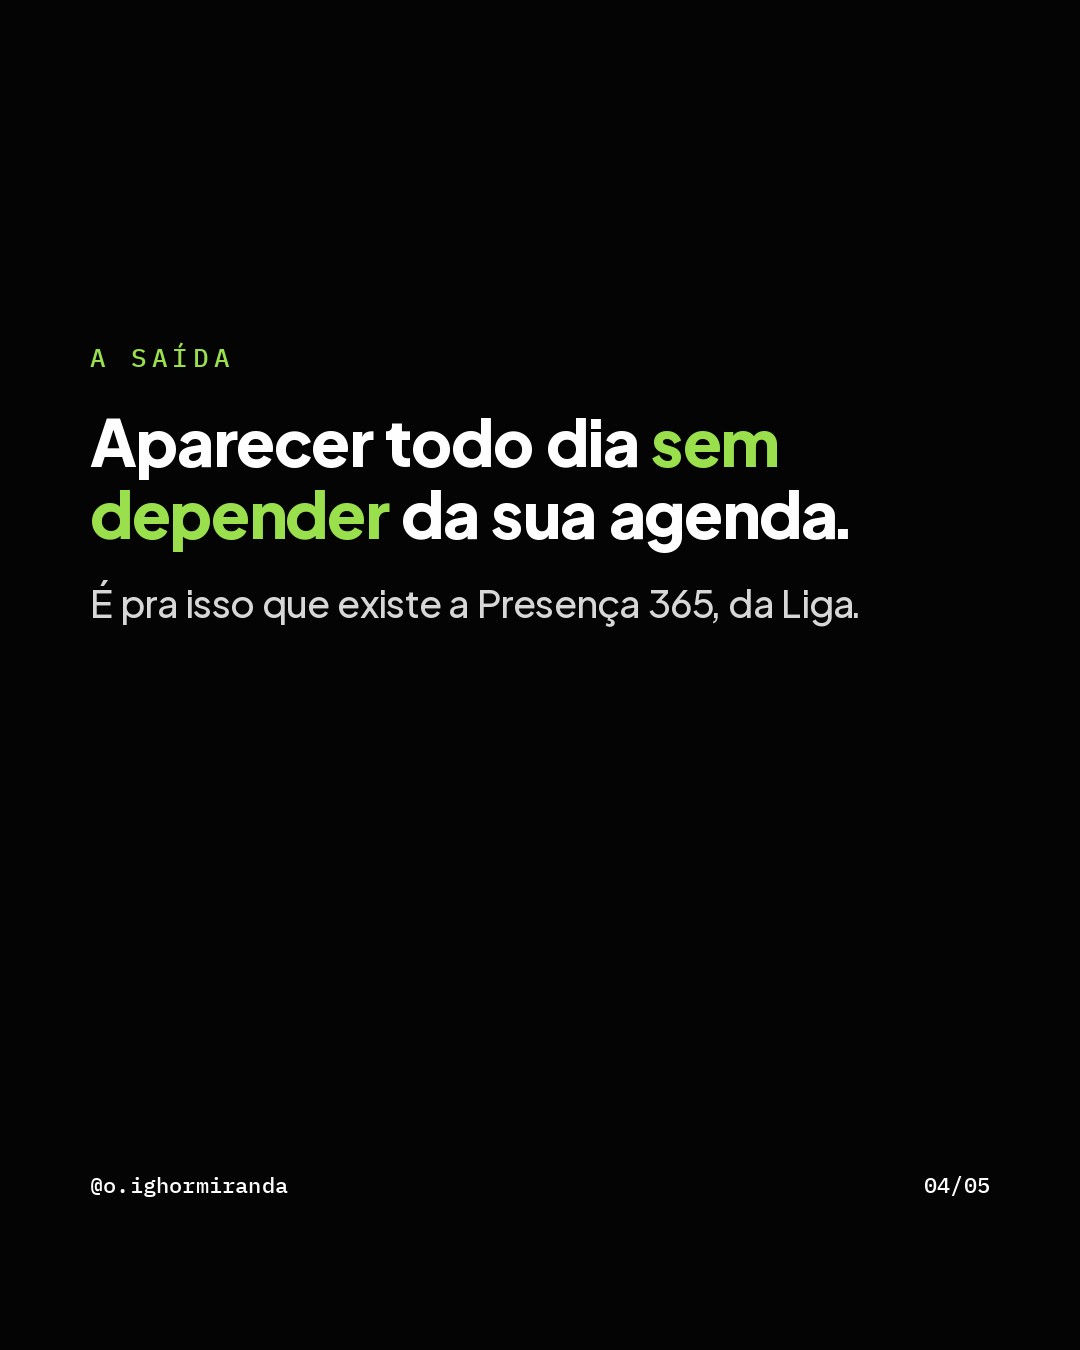 A SAÍDA
Aparecer todo dia sem
depender da sua agenda.
É pra isso que existe a Presença 365, da Liga.
@o.ighormiranda
04/05